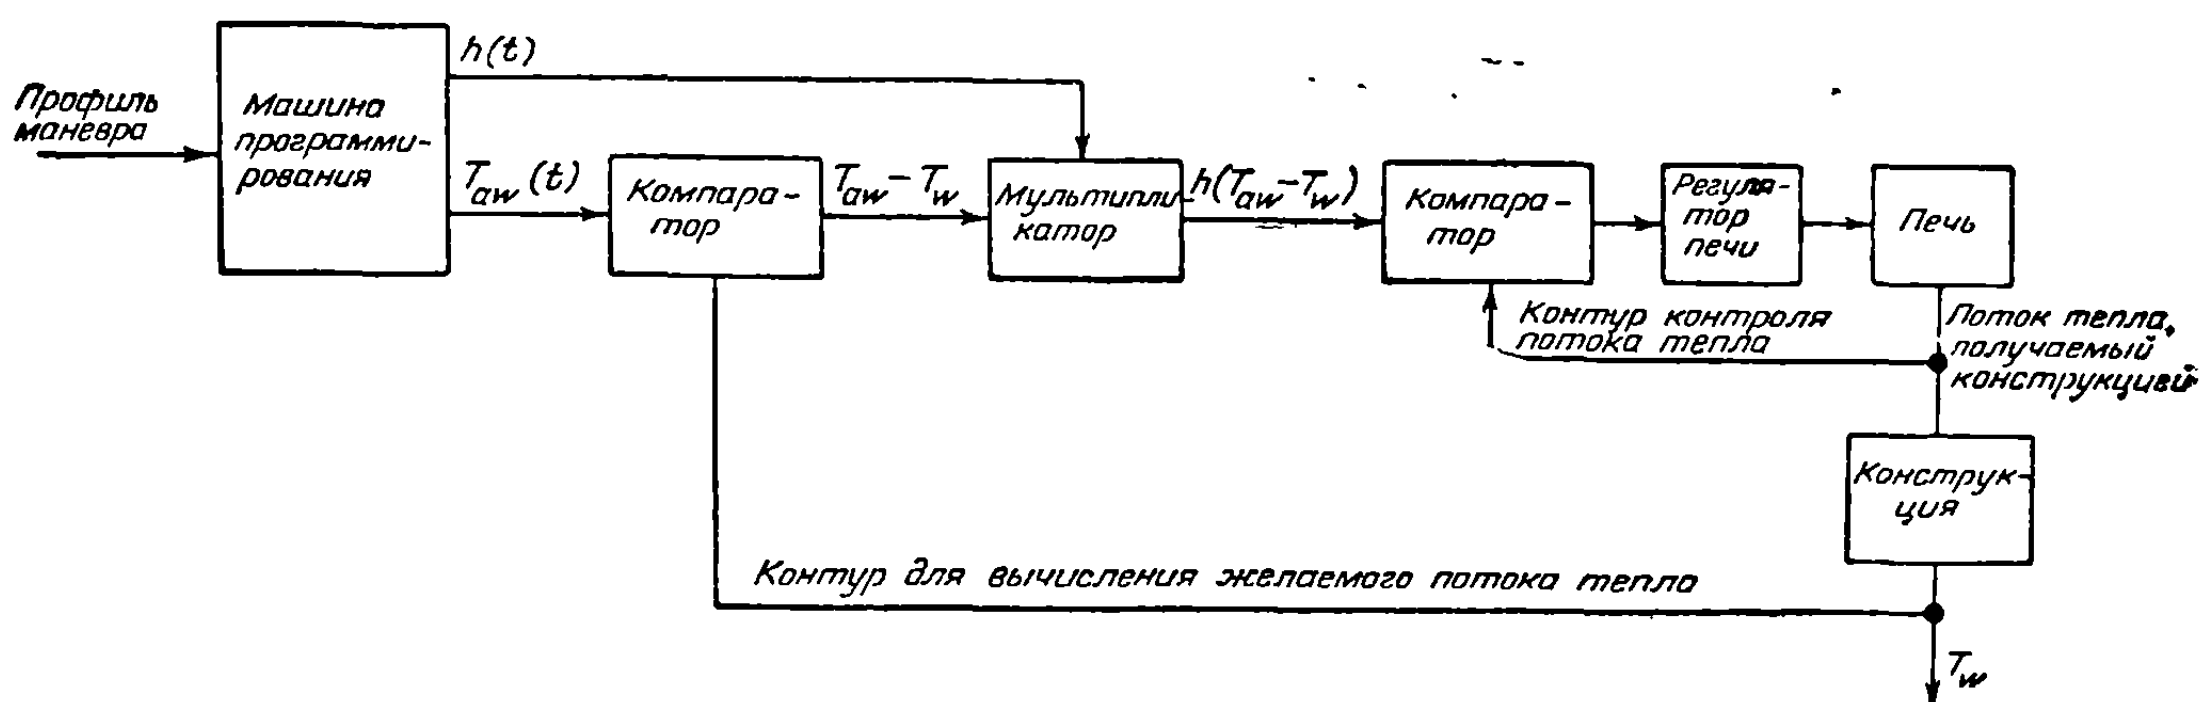 h(t)
Профиль
маневра
Машина
программи-
рования
T_aw (t)
Компара-
тор
T_aw - T_w
Мультипли-
катор
h(T_aw - T_w)
Компара-
тор
Регуля-
тор
печи
Печь
Контур контроля
потока тепла
Поток тепла,
получаемый
конструкцией
Конструк-
ция
Контур для вычисления желаемого потока тепла
T_w